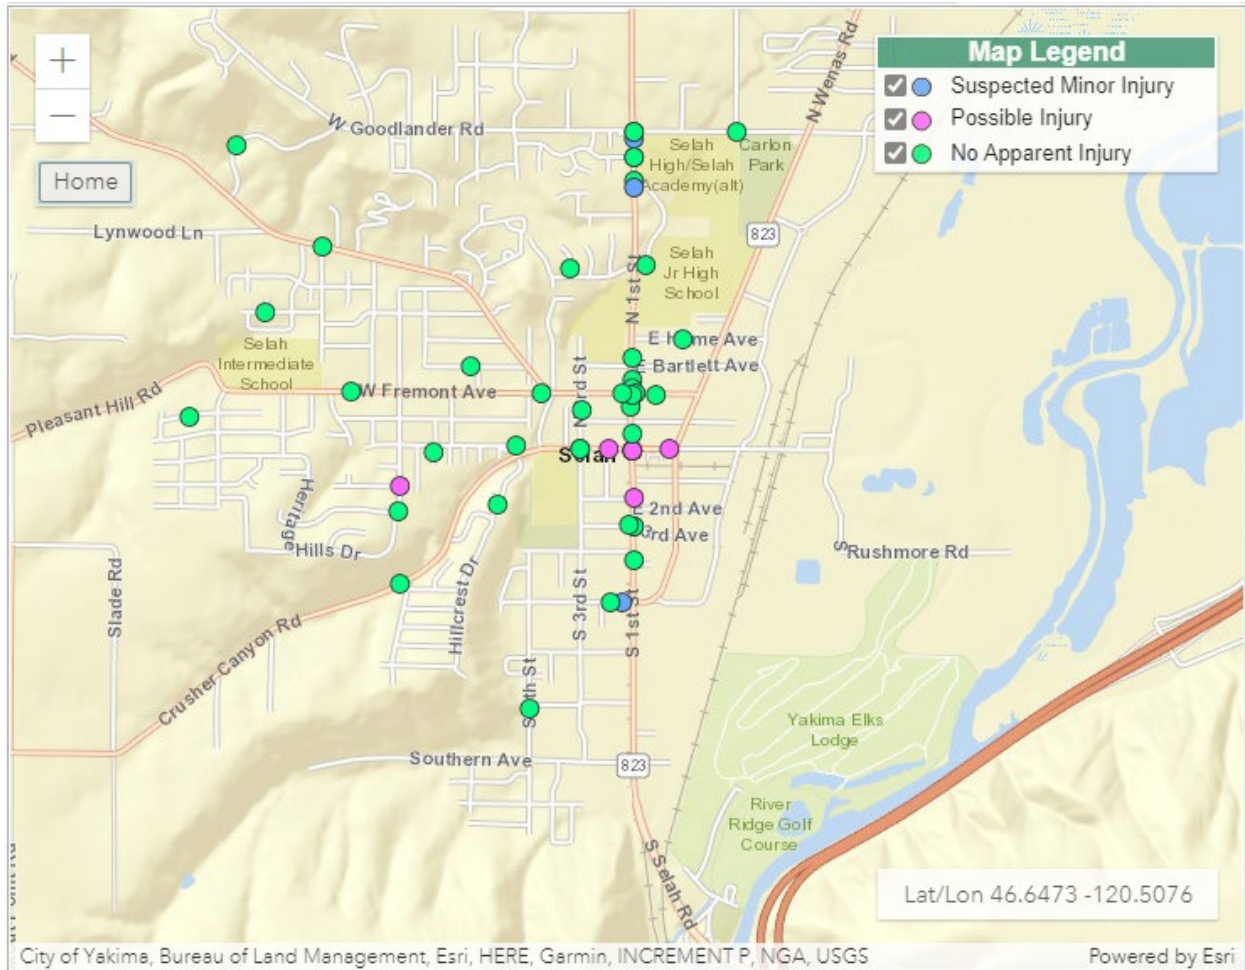 +
Map Legend
Suspected Minor Injury
Possible Injury
No Apparent Injury
−
Home
N Wenas Rd
W Goodlander Rd
Selah
High/Selah
Academy(alt)
Carlon
Park
Lynwood Ln
823
N 1st St
Selah
Jr High
School
Selah
Intermediate
School
E Home Ave
E Bartlett Ave
N 3rd St
W Fremont Ave
Pleasant Hill Rd
Selah
Heritage
Hills Dr
E 2nd Ave
3rd Ave
S Rushmore Rd
Slade Rd
Hillcrest Dr
S 3rd St
S 1st St
Crusher Canyon Rd
Yakima Elks
Lodge
Southern Ave
823
River
Ridge Golf
Course
S Selah Rd
Lat/Lon 46.6473 -120.5076
City of Yakima, Bureau of Land Management, Esri, HERE, Garmin, INCREMENT P, NGA, USGS
Powered by Esri